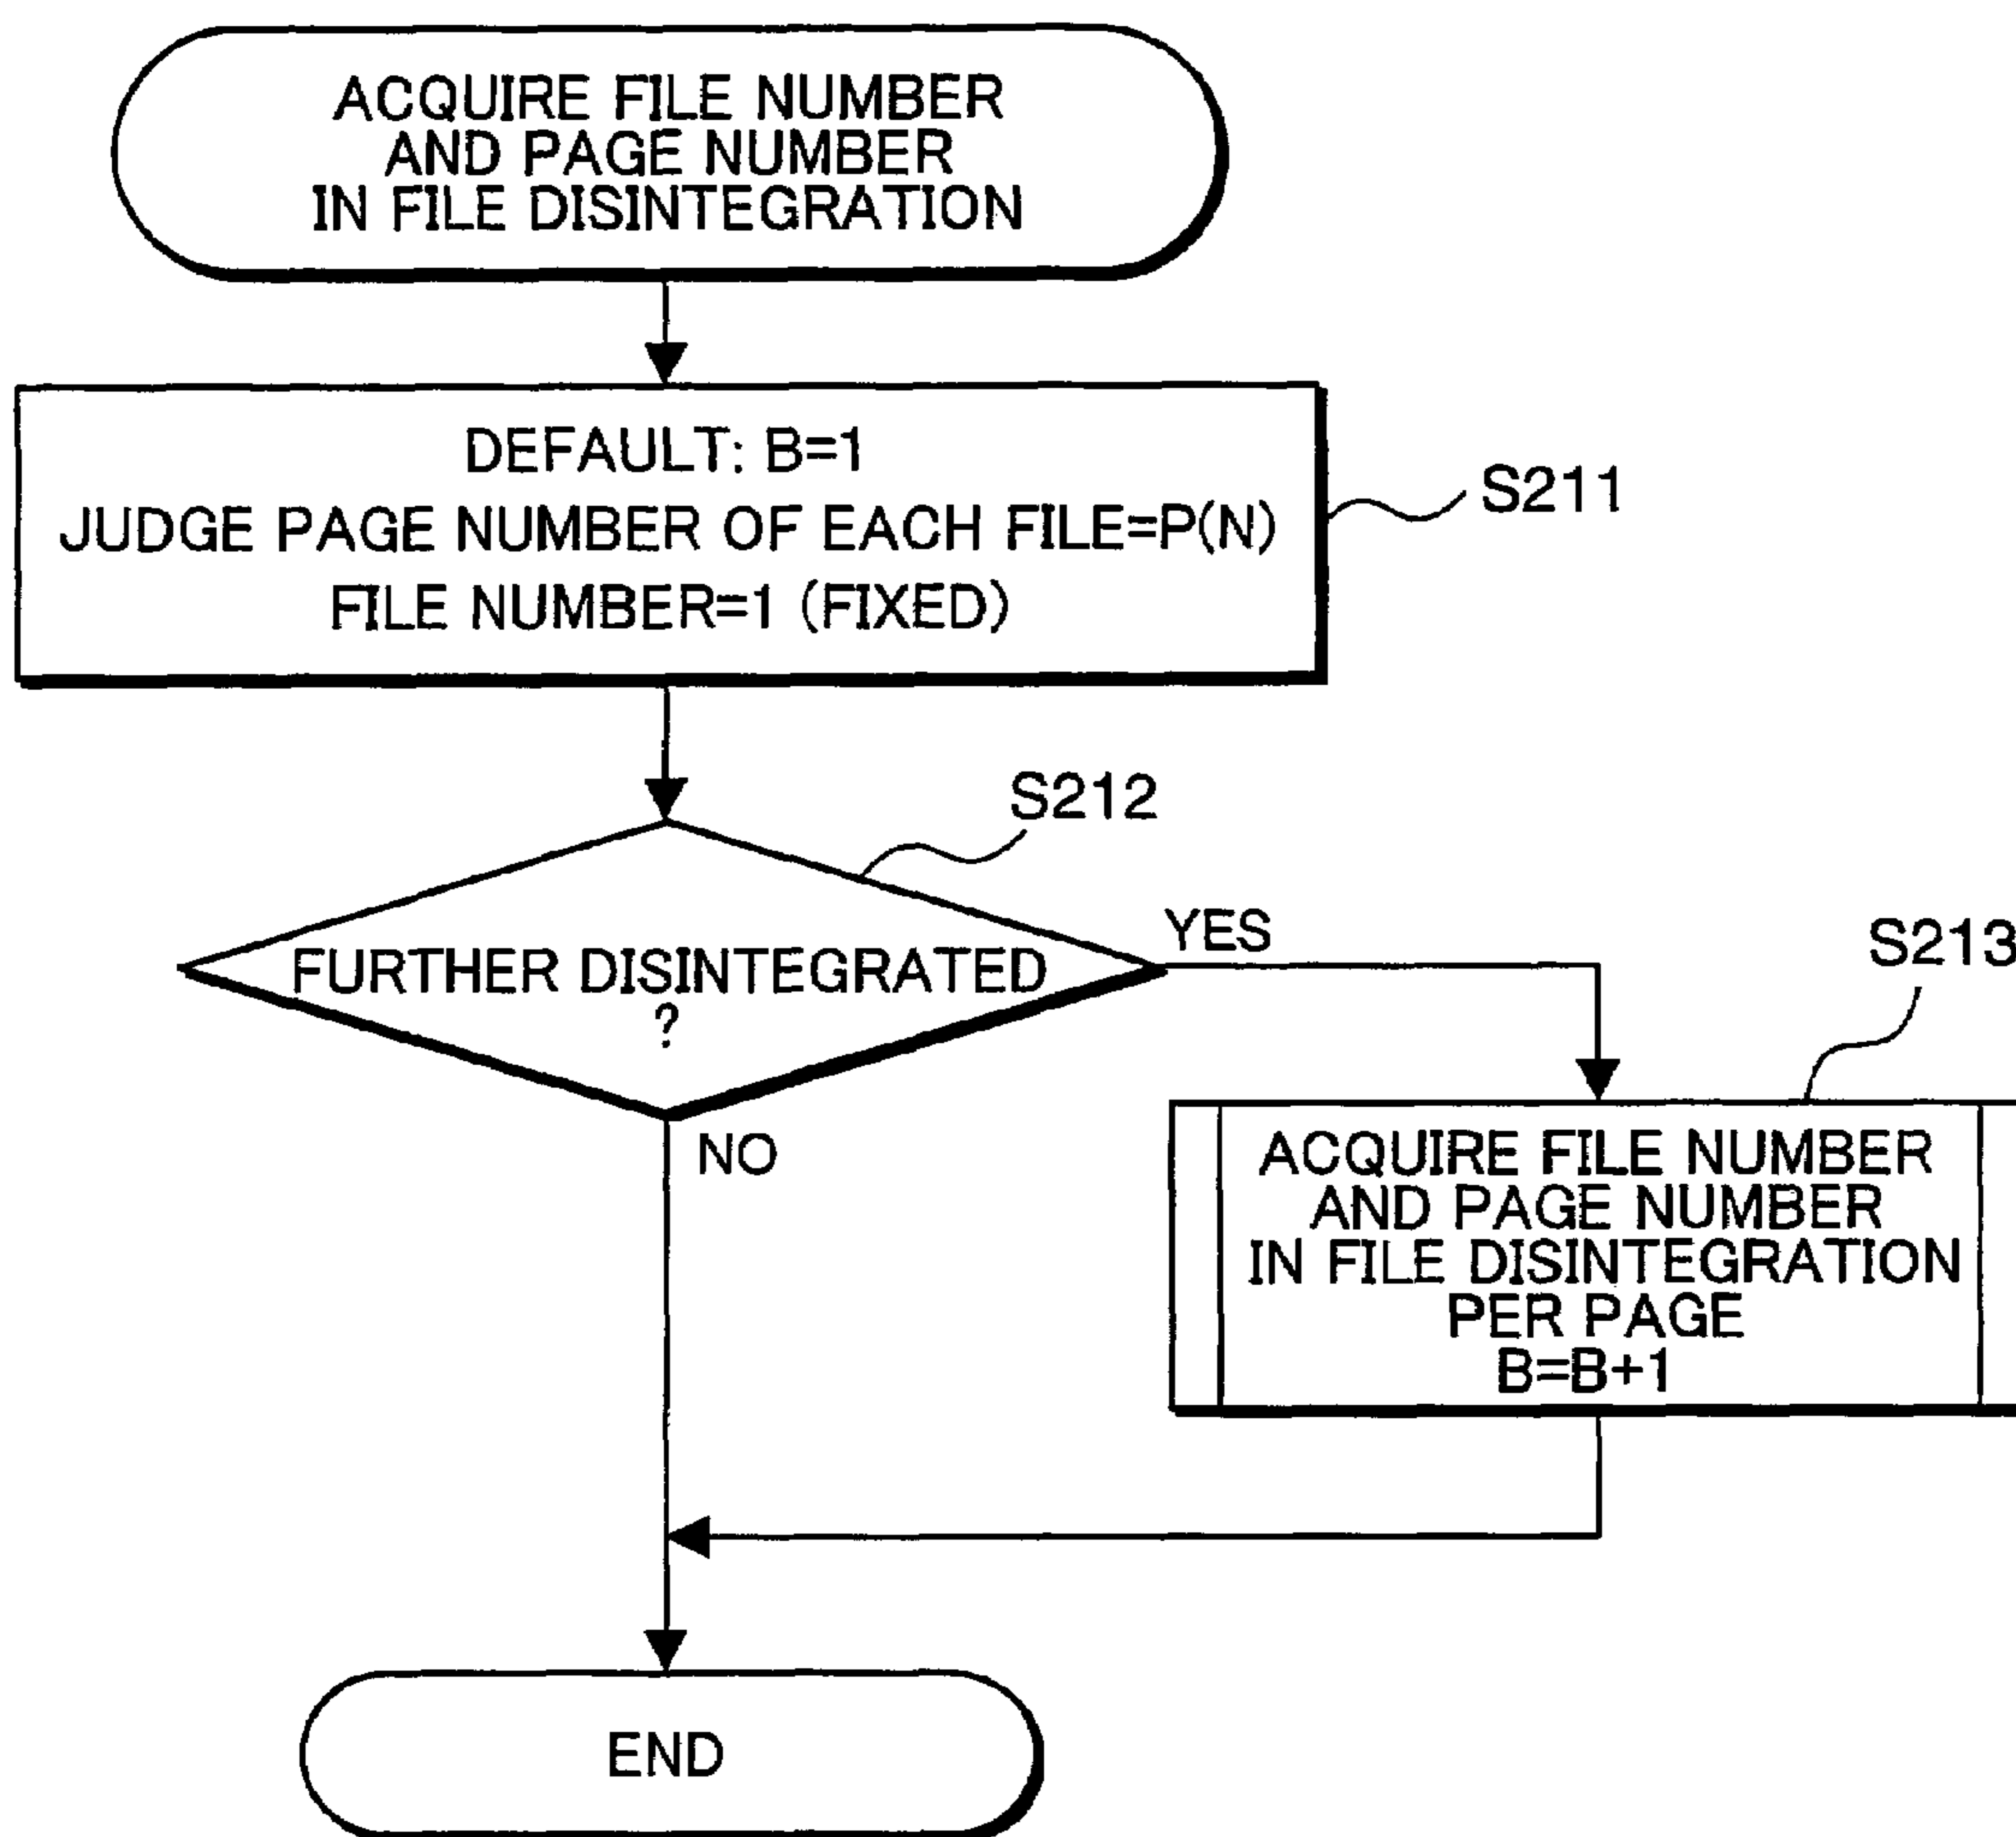 ACQUIRE FILE NUMBER
AND PAGE NUMBER
IN FILE DISINTEGRATION
DEFAULT: B=1
JUDGE PAGE NUMBER OF EACH FILE=P(N)
FILE NUMBER=1 (FIXED)
S211
S212
FURTHER DISINTEGRATED
?
YES
NO
S213
ACQUIRE FILE NUMBER
AND PAGE NUMBER
IN FILE DISINTEGRATION
PER PAGE
B=B+1
END